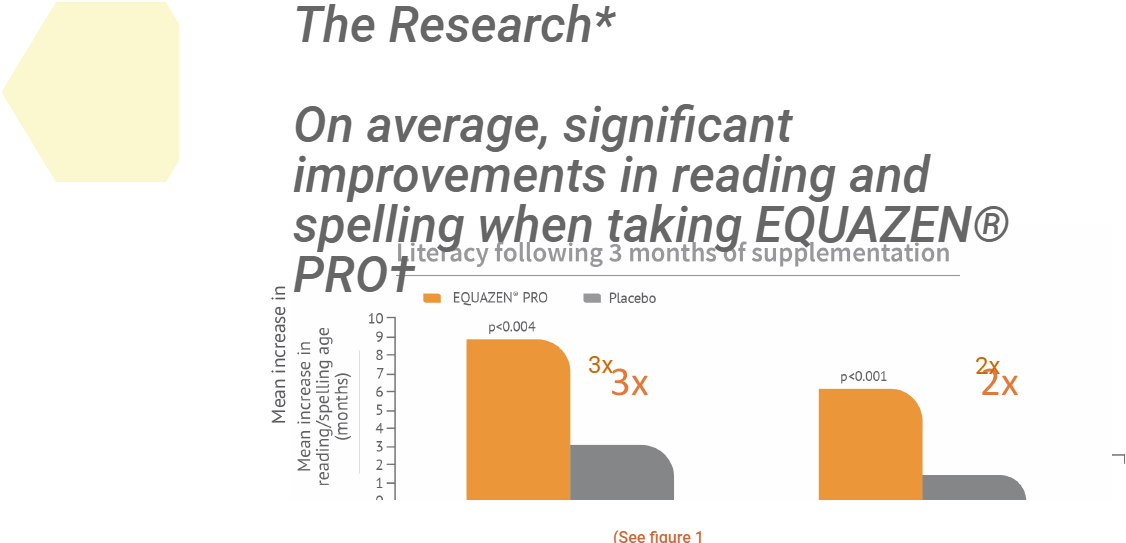 The Research*
On average, significant
improvements in reading and
spelling when taking EQUAZEN®
PRO†
Literacy following 3 months of supplementation
EQUAZEN® PRO
Placebo
Mean increase in
Mean increase in
reading/spelling age
(months)
10
9
8
7
6
5
4
3
2
1
0
p<0.004
3x
3x
p<0.001
2x
2x
(See figure 1